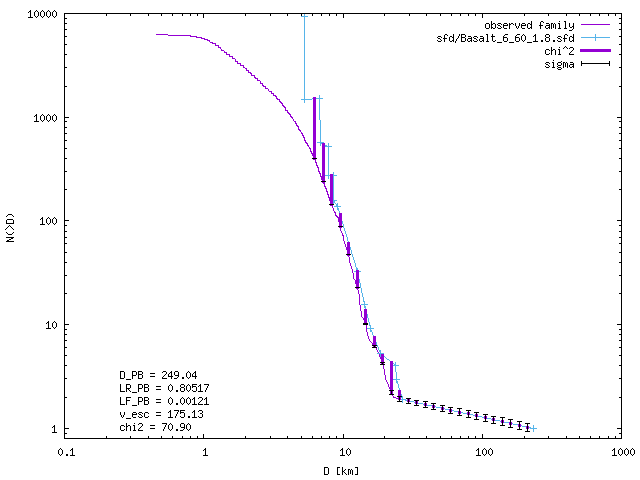 10000
1000
100
10
1
0.1
1
10
100
1000
N(>D)
D [km]
observed family
sfd/Basalt_6_60_1.8.sfd
chi^2
sigma
D_PB = 249.04
LR_PB = 0.80517
LF_PB = 0.00121
v_esc = 175.13
chi2 = 70.90